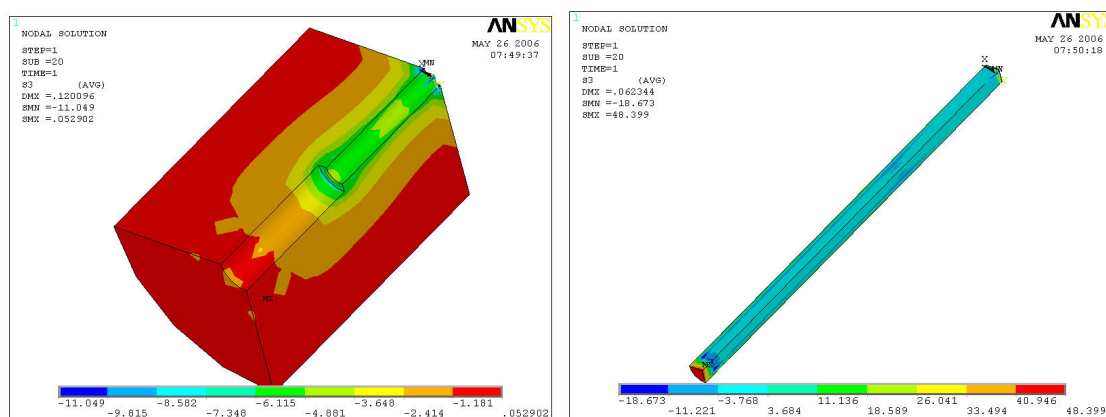 1
ANSYS
NODAL SOLUTION
MAY 26 2006
07:49:37
STEP=1
SUB =20
TIME=1
S3 (AVG)
DMX =.120096
SMN =-11.049
SMX =.052902
XMN
MX
-11.049 -8.582 -6.115 -3.648 -1.181
-9.815 -7.348 -4.881 -2.414 .052902
1
ANSYS
NODAL SOLUTION
MAY 26 2006
07:50:18
STEP=1
SUB =20
TIME=1
S3 (AVG)
DMX =.062344
SMN =-18.673
SMX =48.399
X
MN
-18.673 -3.768 11.136 26.041 40.946
-11.221 3.684 18.589 33.494 48.399